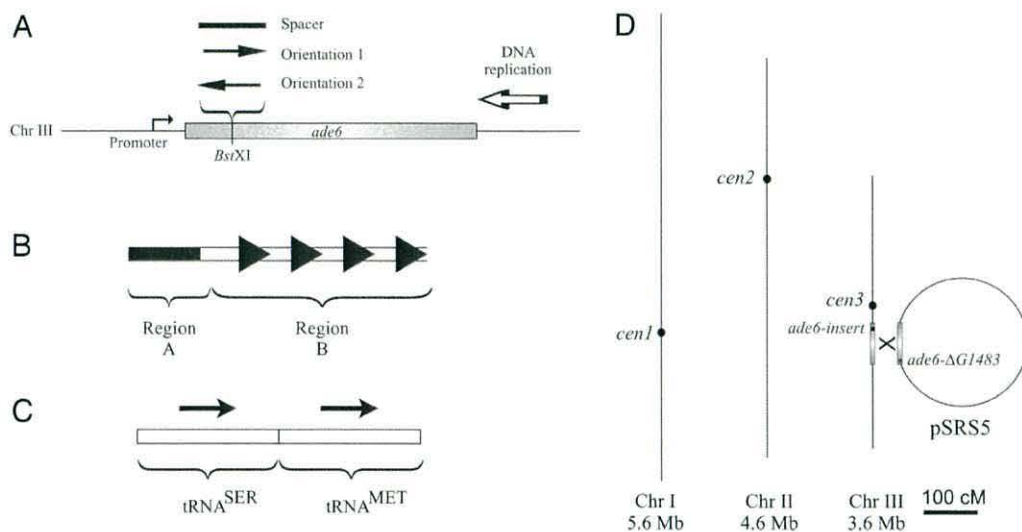 A
Spacer
Orientation 1
Orientation 2
DNA
replication
Chr III
Promoter
ade6
BstXI
B
Region
A
Region
B
C
tRNA SER
tRNA MET
D
cen1
cen2
cen3
ade6-insert
X
ade6-ΔG1483
pSRS5
Chr I
5.6 Mb
Chr II
4.6 Mb
Chr III
3.6 Mb
100 cM